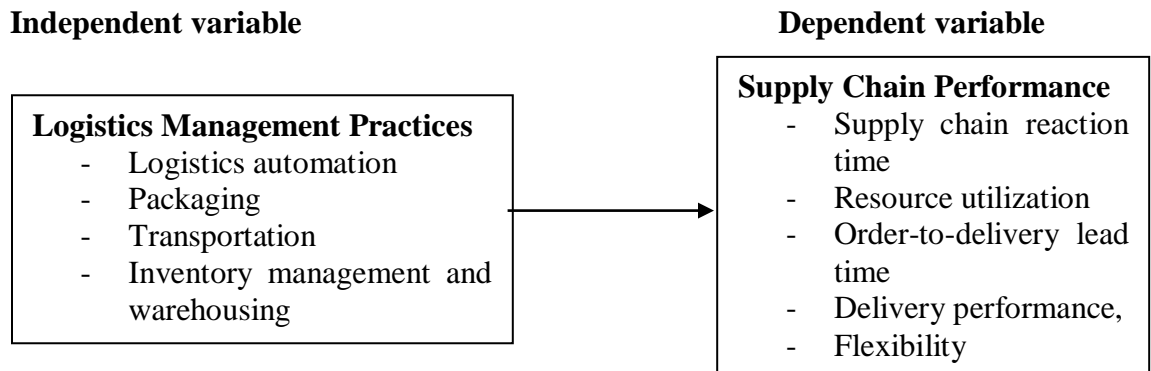 Independent variable
Dependent variable
Logistics Management Practices
- Logistics automation
- Packaging
- Transportation
- Inventory management and
warehousing
Supply Chain Performance
- Supply chain reaction
time
- Resource utilization
- Order-to-delivery lead
time
- Delivery performance,
- Flexibility